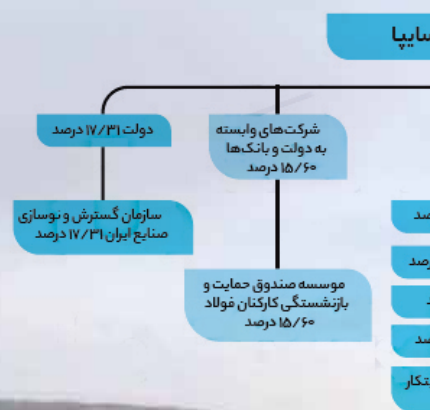 سایپا
شرکت‌های وابسته
به دولت و بانک‌ها
۱۵/۶۰ درصد
دولت ۱۷/۳۱ درصد
سازمان گسترش و نوسازی
صنایع ایران ۱۷/۳۱ درصد
موسسه صندوق حمایت و
بازنشستگی کارکنان فولاد
۱۵/۶۰ درصد